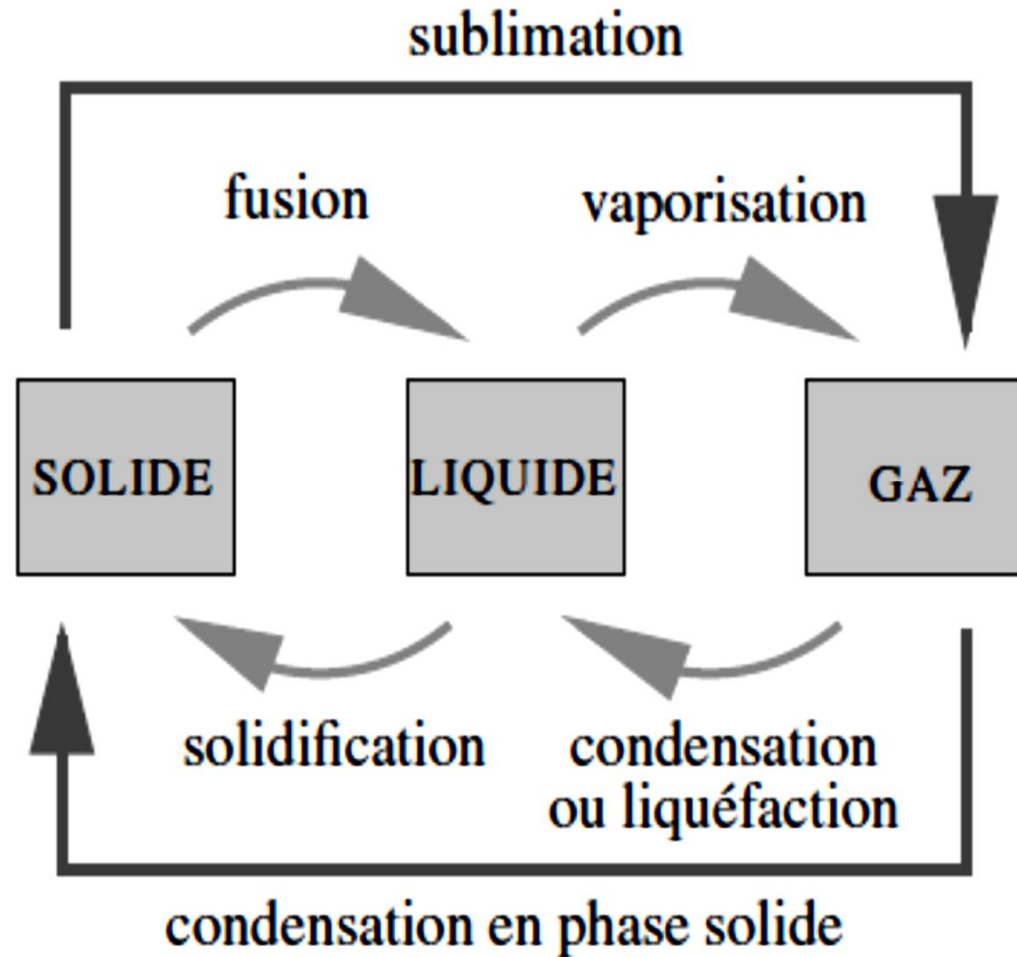 sublimation
fusion
vaporisation
SOLIDE
LIQUIDE
GAZ
solidification
condensation
ou liquéfaction
condensation en phase solide